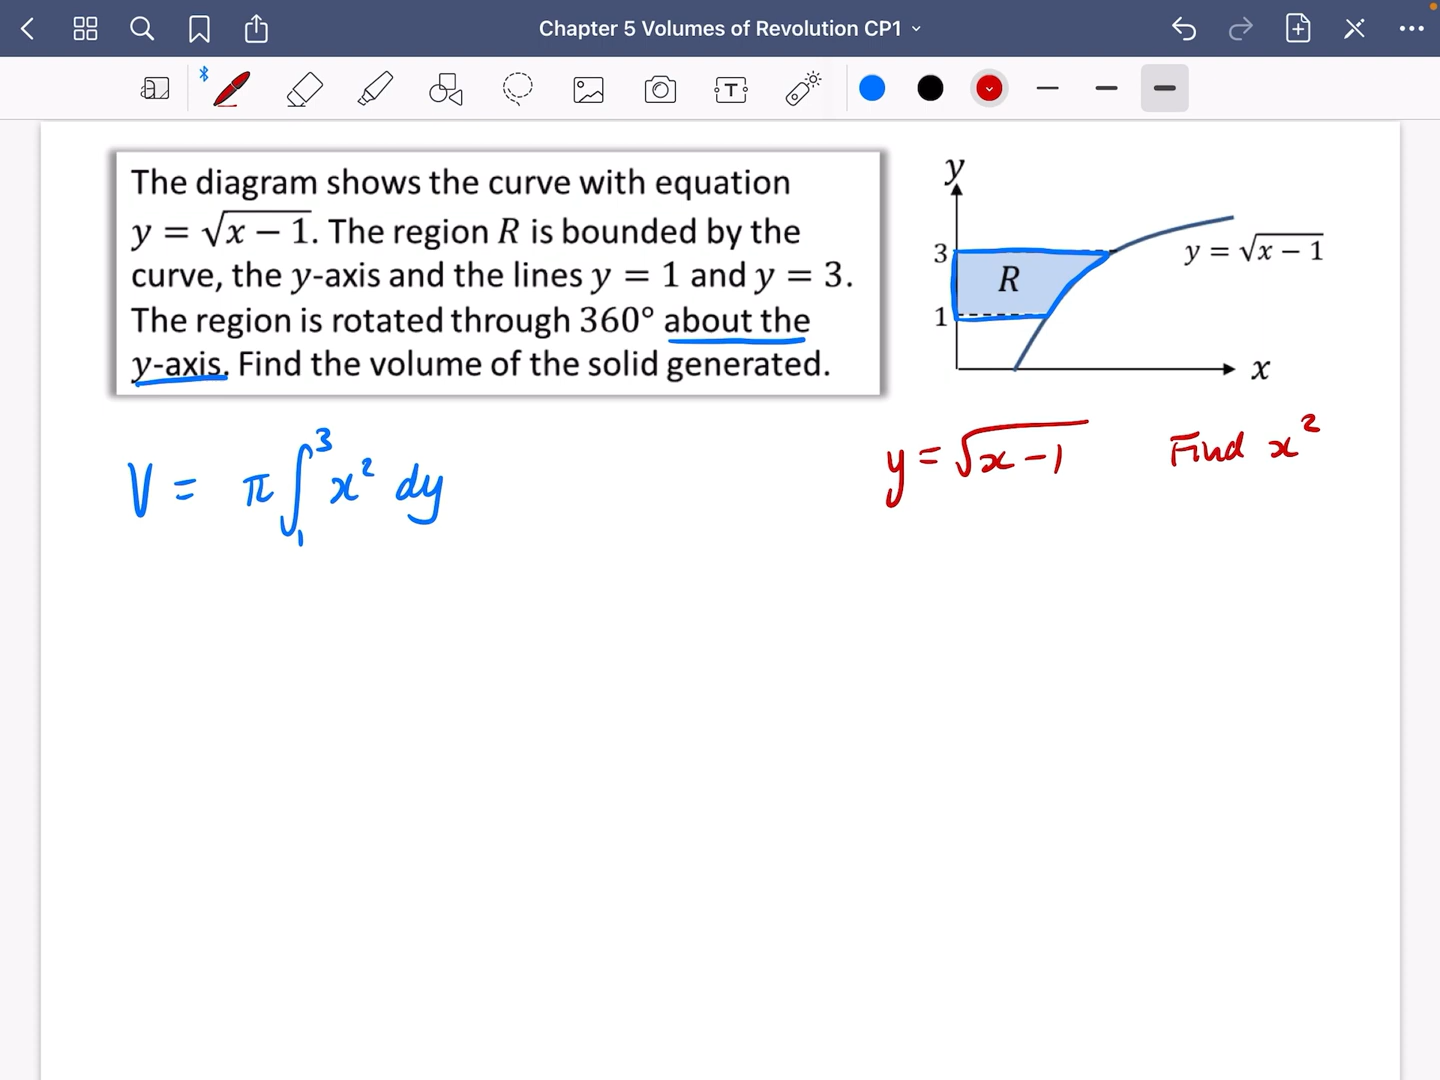 Chapter 5 Volumes of Revolution CP1
a
T
The diagram shows the curve with equation
y = √x − 1. The region R is bounded by the
curve, the y-axis and the lines y = 1 and y = 3.
The region is rotated through 360° about the
y-axis. Find the volume of the solid generated.
y
3
R
y = √x − 1
1
x
V = π∫₁³ x² dy
y = √x − 1
Find x²